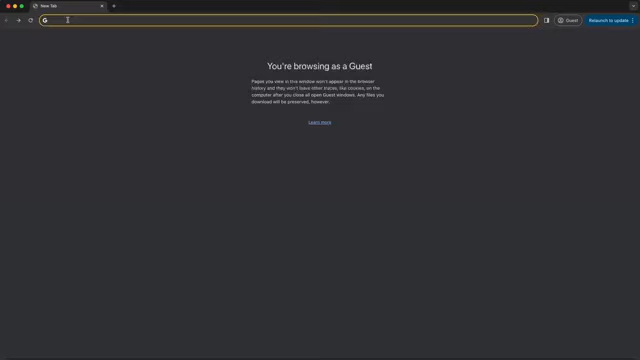 New Tab
G
Guest
Relaunch to update
You're browsing as a Guest
Pages you view in this window won't appear in the browser
history and they won't leave other traces, like cookies, on the
computer after you close all open Guest windows. Any files you
download will be preserved, however.
Learn more